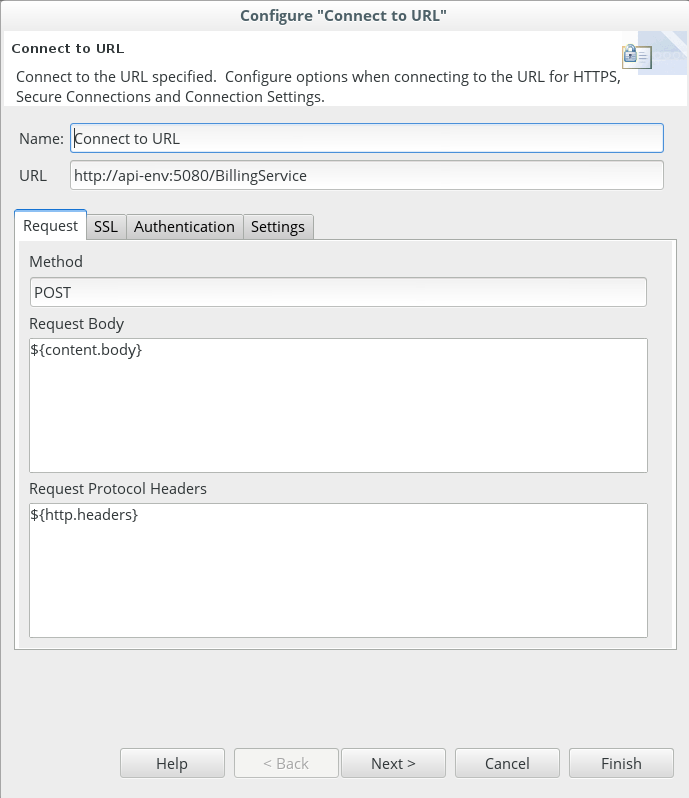 Configure "Connect to URL"
Connect to URL
Connect to the URL specified.  Configure options when connecting to the URL for HTTPS,
Secure Connections and Connection Settings.
Name: Connect to URL
URL http://api-env:5080/BillingService
Request SSL Authentication Settings
Method
POST
Request Body
${content.body}
Request Protocol Headers
${http.headers}
Help < Back Next > Cancel Finish